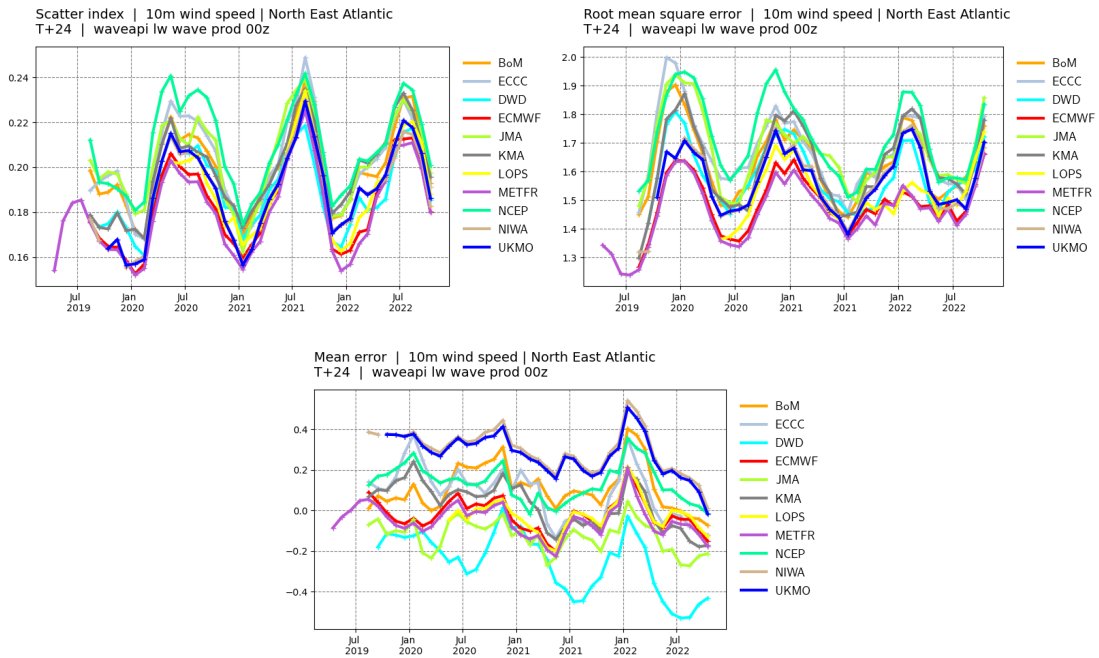 Scatter index | 10m wind speed | North East Atlantic
T+24 | waveapi lw wave prod 00z
0.24
0.22
0.20
0.18
0.16
Jul
2019
Jan
2020
Jul
2020
Jan
2021
Jul
2021
Jan
2022
Jul
2022
BoM
ECCC
DWD
ECMWF
JMA
KMA
LOPS
METFR
NCEP
NIWA
UKMO
Root mean square error | 10m wind speed | North East Atlantic
T+24 | waveapi lw wave prod 00z
2.0
1.9
1.8
1.7
1.6
1.5
1.4
1.3
Jul
2019
Jan
2020
Jul
2020
Jan
2021
Jul
2021
Jan
2022
Jul
2022
BoM
ECCC
DWD
ECMWF
JMA
KMA
LOPS
METFR
NCEP
NIWA
UKMO
Mean error | 10m wind speed | North East Atlantic
T+24 | waveapi lw wave prod 00z
0.4
0.2
0.0
−0.2
−0.4
Jul
2019
Jan
2020
Jul
2020
Jan
2021
Jul
2021
Jan
2022
Jul
2022
BoM
ECCC
DWD
ECMWF
JMA
KMA
LOPS
METFR
NCEP
NIWA
UKMO